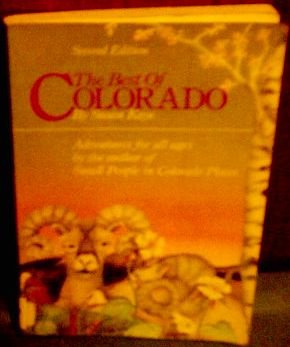 Second Edition
The Best Of
COLORADO
By Susan Kaye
Adventures for all ages
by the author of
Small People in Colorado Places